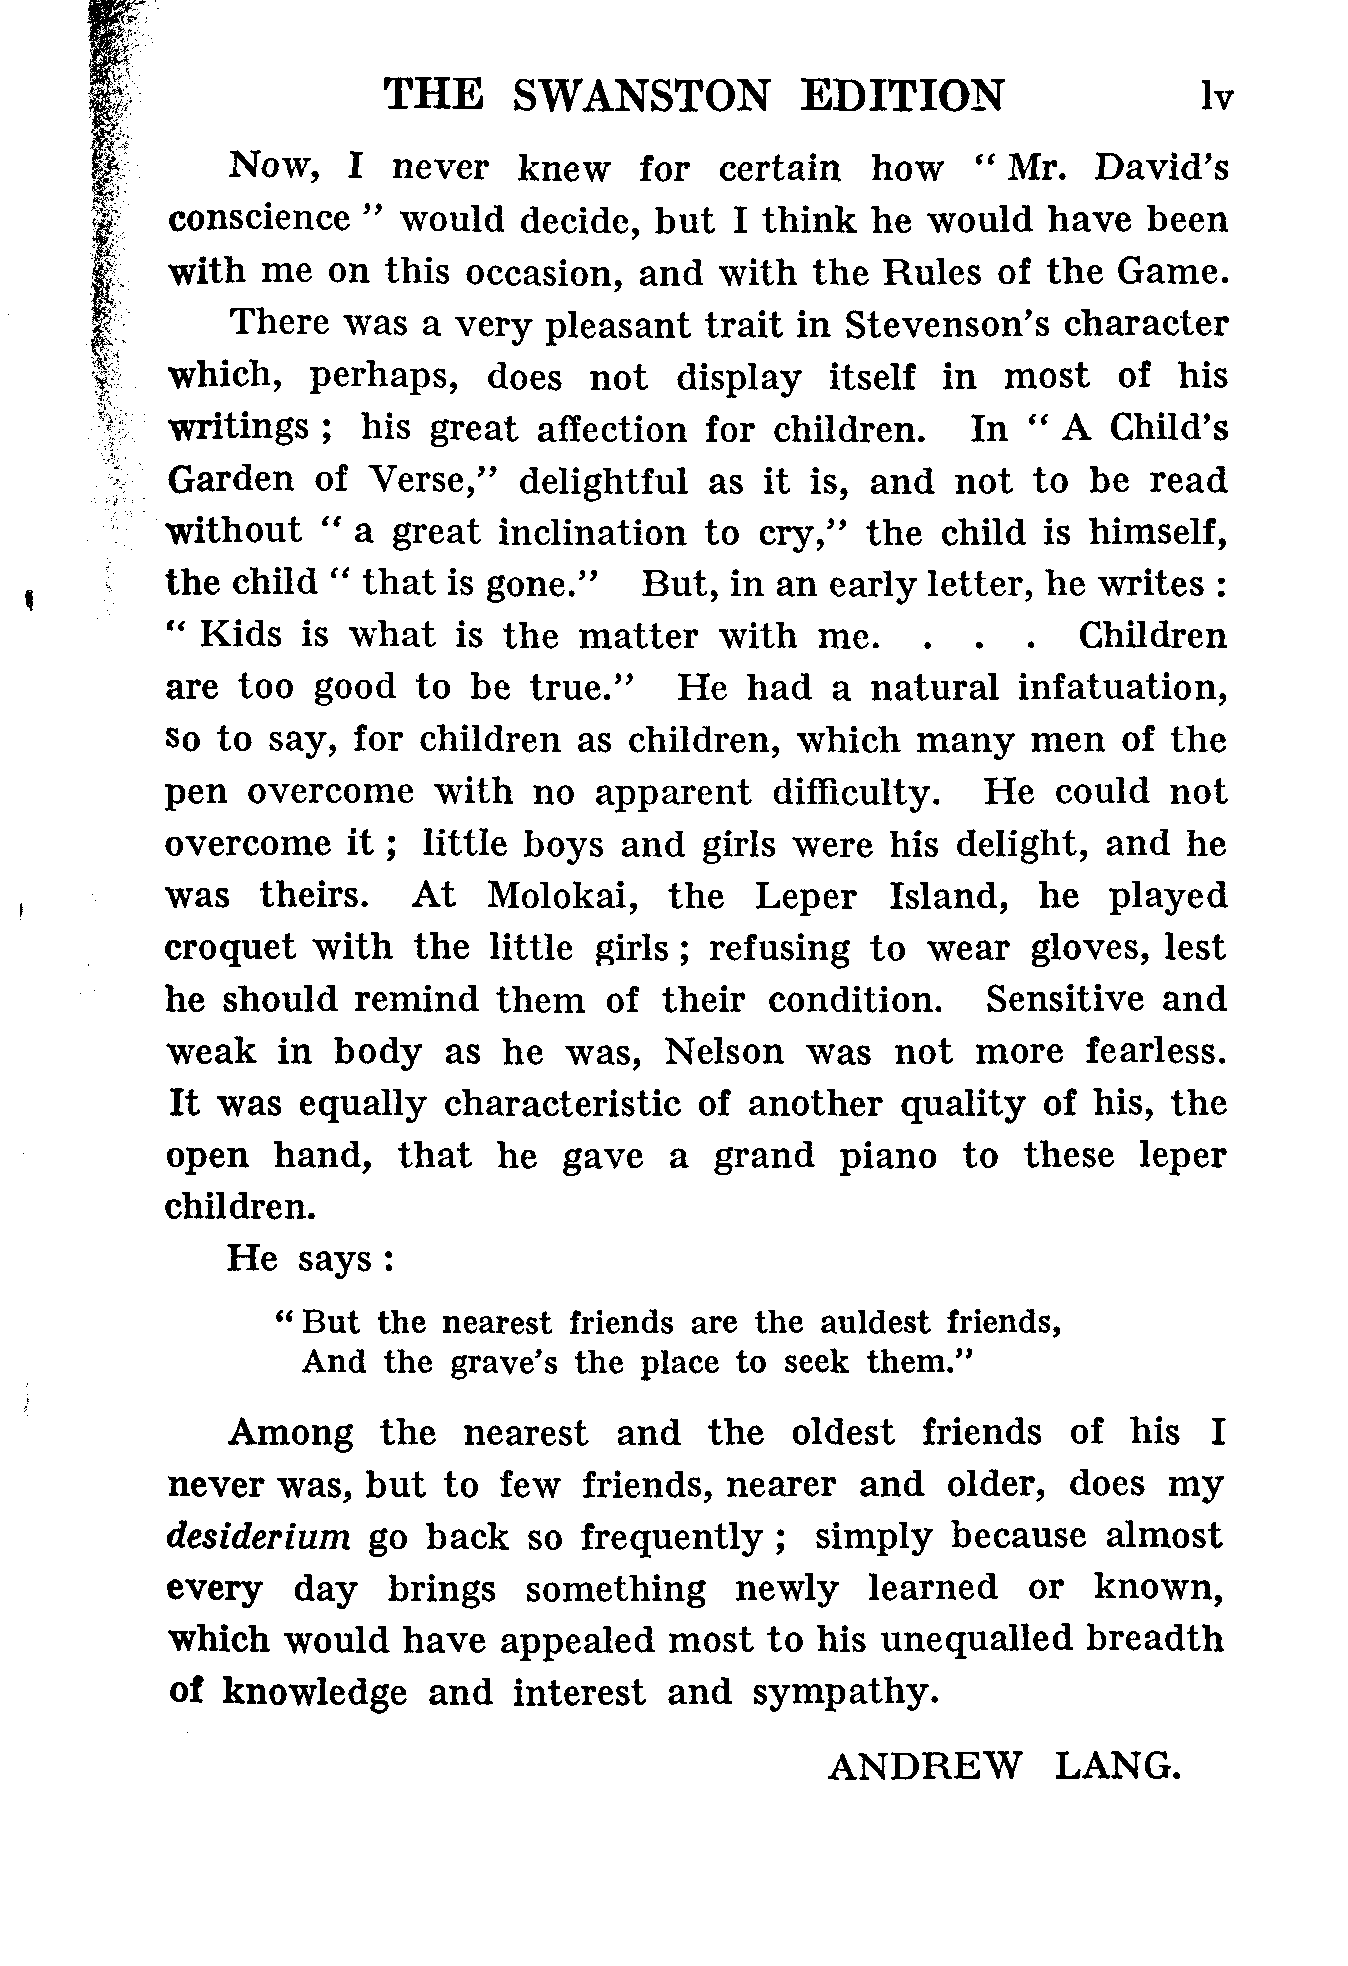 THE SWANSTON EDITION lv
Now, I never knew for certain how “ Mr. David’s
conscience ” would decide, but I think he would have been
with me on this occasion, and with the Rules of the Game.
There was a very pleasant trait in Stevenson’s character
which, perhaps, does not display itself in most of his
writings ; his great affection for children. In “ A Child’s
Garden of Verse,” delightful as it is, and not to be read
without “ a great inclination to cry,” the child is himself,
the child “ that is gone.” But, in an early letter, he writes :
“ Kids is what is the matter with me. . . . Children
are too good to be true.” He had a natural infatuation,
so to say, for children as children, which many men of the
pen overcome with no apparent difficulty. He could not
overcome it ; little boys and girls were his delight, and he
was theirs. At Molokai, the Leper Island, he played
croquet with the little girls ; refusing to wear gloves, lest
he should remind them of their condition. Sensitive and
weak in body as he was, Nelson was not more fearless.
It was equally characteristic of another quality of his, the
open hand, that he gave a grand piano to these leper
children.
He says :
“ But the nearest friends are the auldest friends,
And the grave’s the place to seek them.”
Among the nearest and the oldest friends of his I
never was, but to few friends, nearer and older, does my
desiderium go back so frequently ; simply because almost
every day brings something newly learned or known,
which would have appealed most to his unequalled breadth
of knowledge and interest and sympathy.
ANDREW LANG.